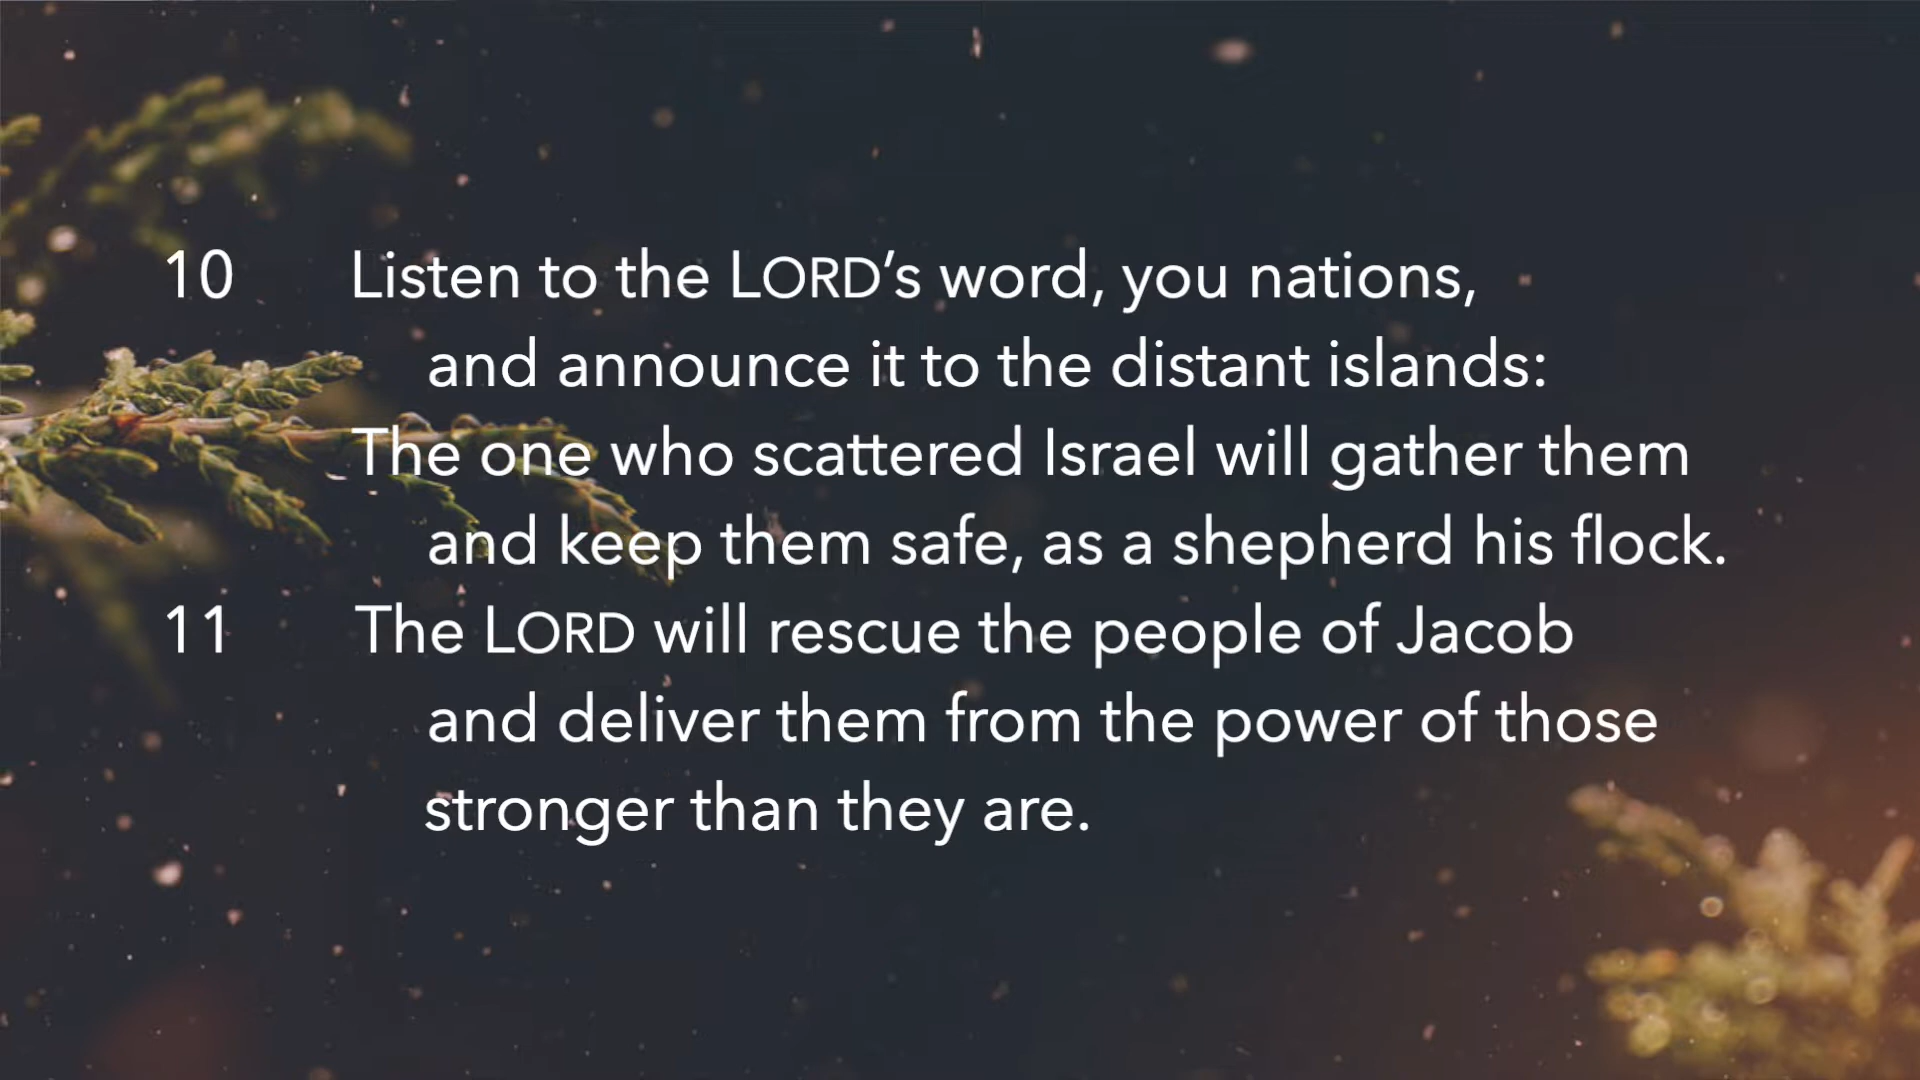 10 Listen to the LORD’s word, you nations,
and announce it to the distant islands:
The one who scattered Israel will gather them
and keep them safe, as a shepherd his flock.
11 The LORD will rescue the people of Jacob
and deliver them from the power of those
stronger than they are.